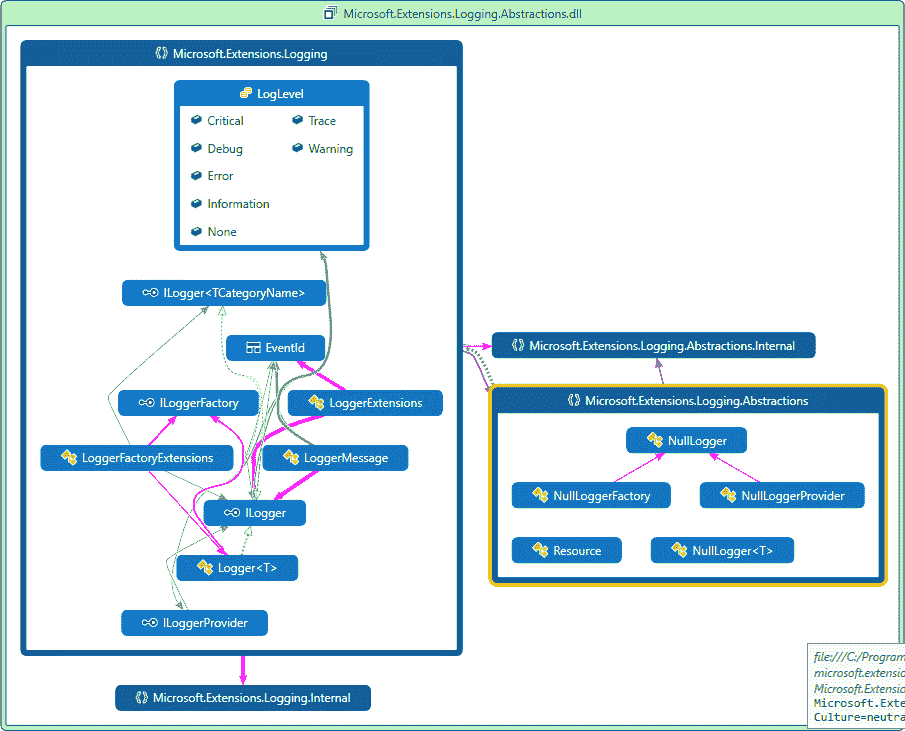 Microsoft.Extensions.Logging.Abstractions.dll
Microsoft.Extensions.Logging
LogLevel
Critical
Trace
Debug
Warning
Error
Information
None
ILogger<TCategoryName>
EventId
ILoggerFactory
LoggerExtensions
LoggerFactoryExtensions
LoggerMessage
ILogger
Logger<T>
ILoggerProvider
Microsoft.Extensions.Logging.Internal
Microsoft.Extensions.Logging.Abstractions.Internal
Microsoft.Extensions.Logging.Abstractions
NullLogger
NullLoggerFactory
NullLoggerProvider
Resource
NullLogger<T>
file:///C:/Program
microsoft.extensio
Microsoft.Extensio
Microsoft.Exte
Culture=neutra